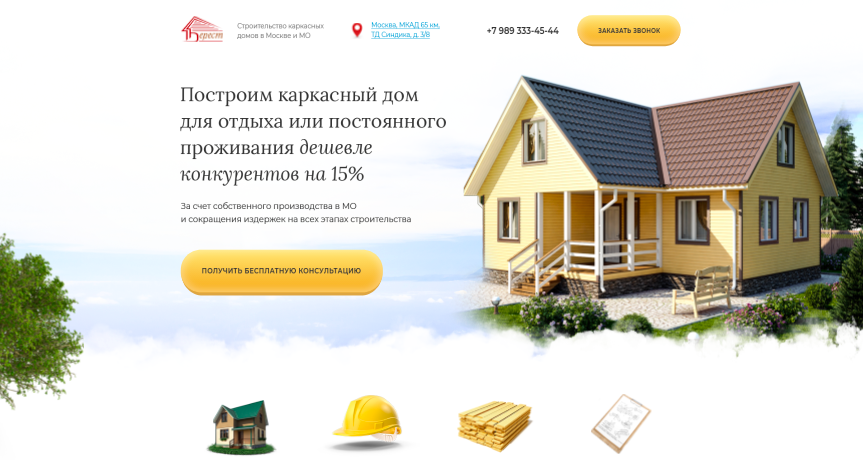 Берест
Строительство каркасных
домов в Москве и МО
Москва, МКАД 65 км,
ТД Синдика, д. 3/8
+7 989 333-45-44
ЗАКАЗАТЬ ЗВОНОК
Построим каркасный дом
для отдыха или постоянного
проживания дешевле
конкурентов на 15%
За счет собственного производства в МО
и сокращения издержек на всех этапах строительства
ПОЛУЧИТЬ БЕСПЛАТНУЮ КОНСУЛЬТАЦИЮ